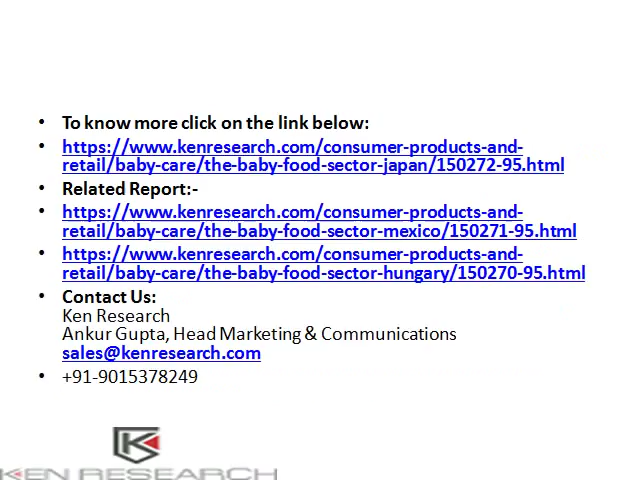 • To know more click on the link below:
• https://www.kenresearch.com/consumer-products-and-
retail/baby-care/the-baby-food-sector-japan/150272-95.html
• Related Report:-
• https://www.kenresearch.com/consumer-products-and-
retail/baby-care/the-baby-food-sector-mexico/150271-95.html
• https://www.kenresearch.com/consumer-products-and-
retail/baby-care/the-baby-food-sector-hungary/150270-95.html
• Contact Us:
Ken Research
Ankur Gupta, Head Marketing & Communications
sales@kenresearch.com
• +91-9015378249
KEN RESEARCH